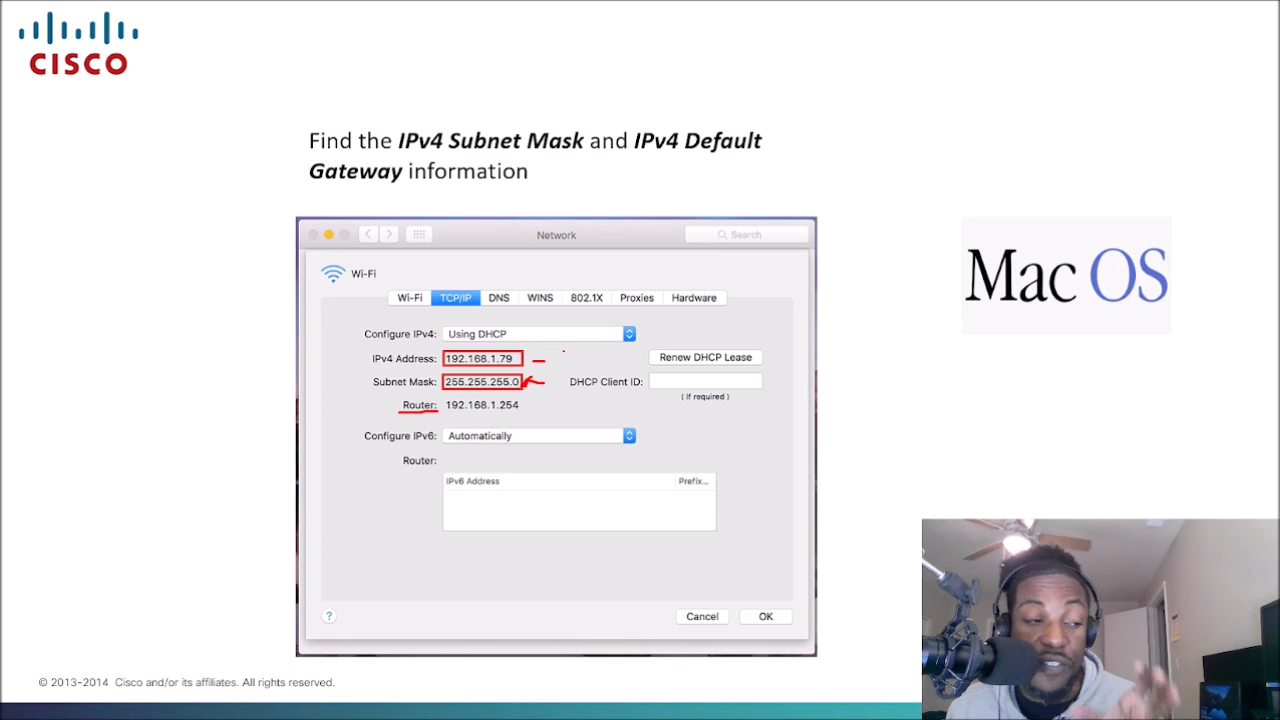 CISCO
Find the IPv4 Subnet Mask and IPv4 Default
Gateway information
Network
Search
Wi-Fi
Wi-Fi TCP/IP DNS WINS 802.1X Proxies Hardware
Configure IPv4: Using DHCP
IPv4 Address: 192.168.1.79 Renew DHCP Lease
Subnet Mask: 255.255.255.0 DHCP Client ID:
( If required )
Router: 192.168.1.254
Configure IPv6: Automatically
Router:
IPv6 Address Prefix...
? Cancel OK
Mac OS
© 2013-2014 Cisco and/or its affiliates. All rights reserved.